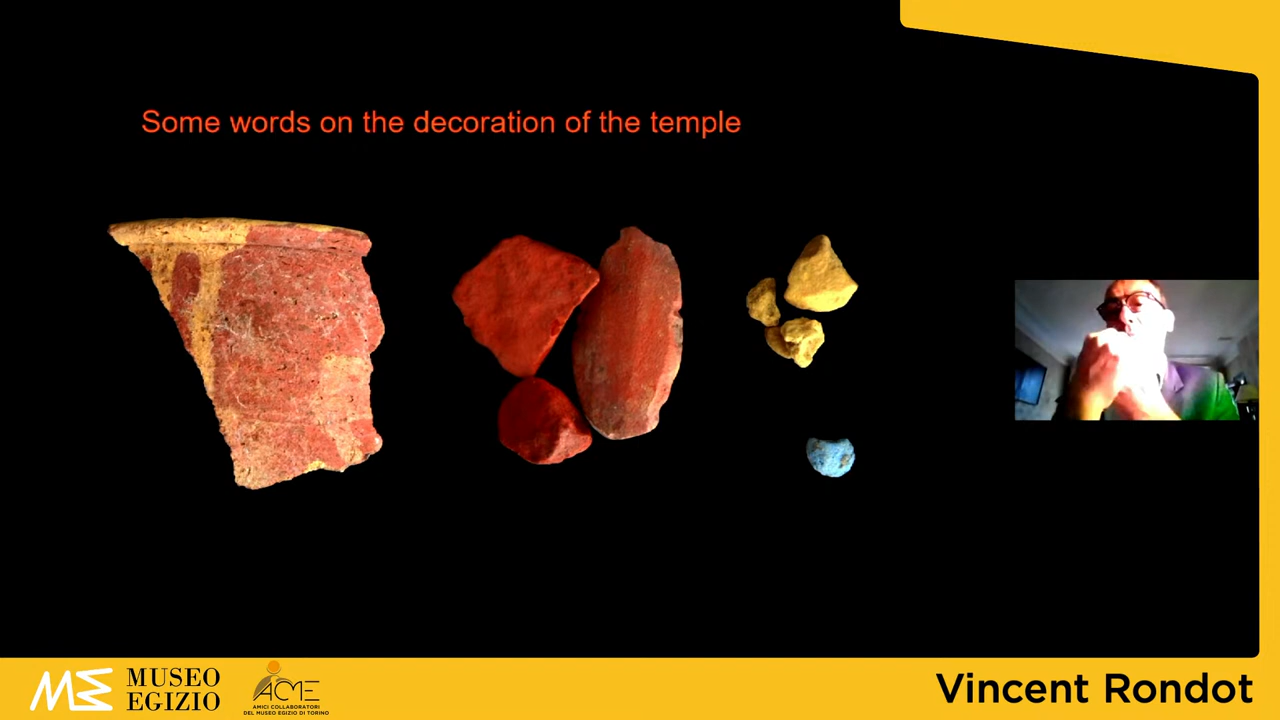 Some words on the decoration of the temple
MUSEO
EGIZIO
ACME
AMICI COLLABORATORI
DEL MUSEO EGIZIO DI TORINO
Vincent Rondot